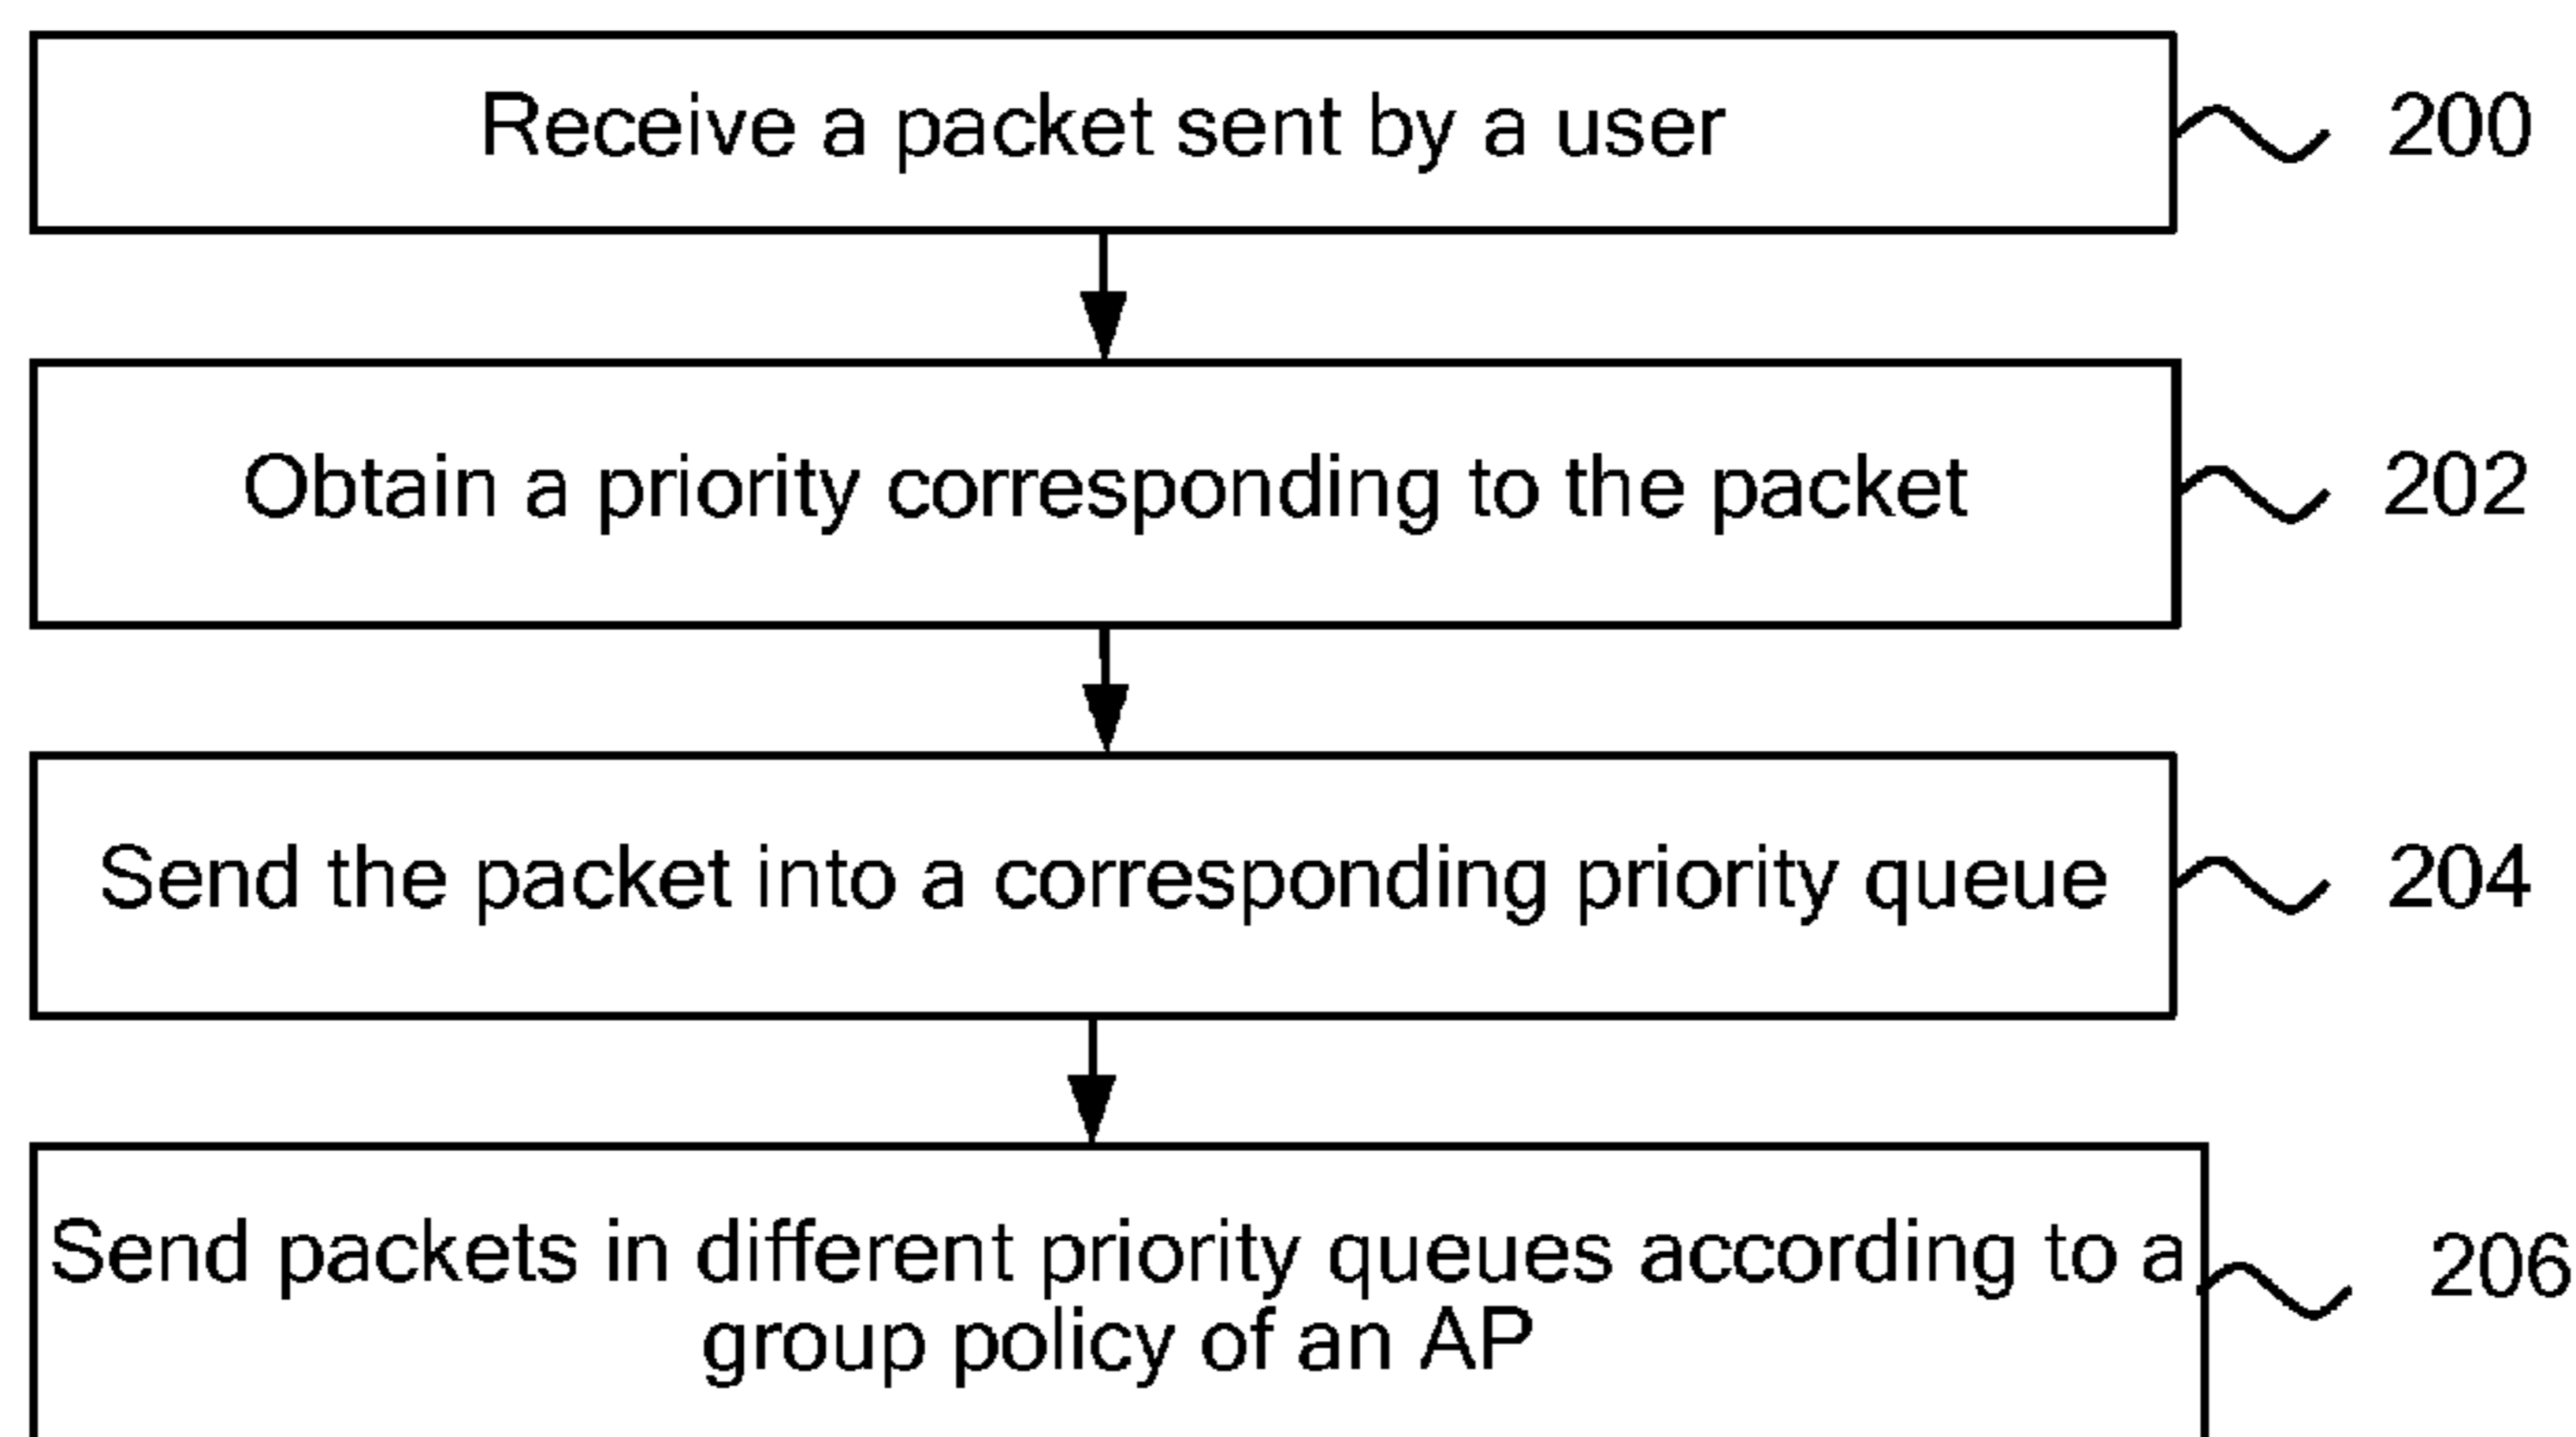 Receive a packet sent by a user
200
Obtain a priority corresponding to the packet
202
Send the packet into a corresponding priority queue
204
Send packets in different priority queues according to a
group policy of an AP
206